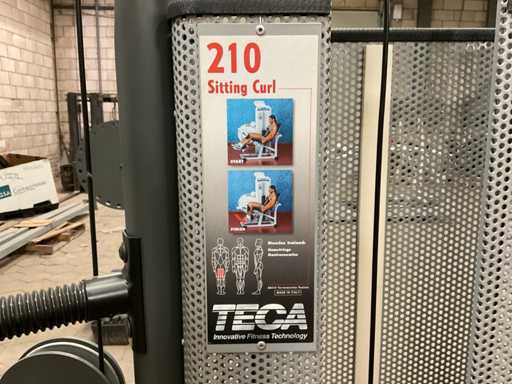 210
Sitting Curl
START
FINISH
Muscles trained:
Hamstrings
Gastrocnemius
MADE IN ITALY
TECA
Innovative Fitness Technology